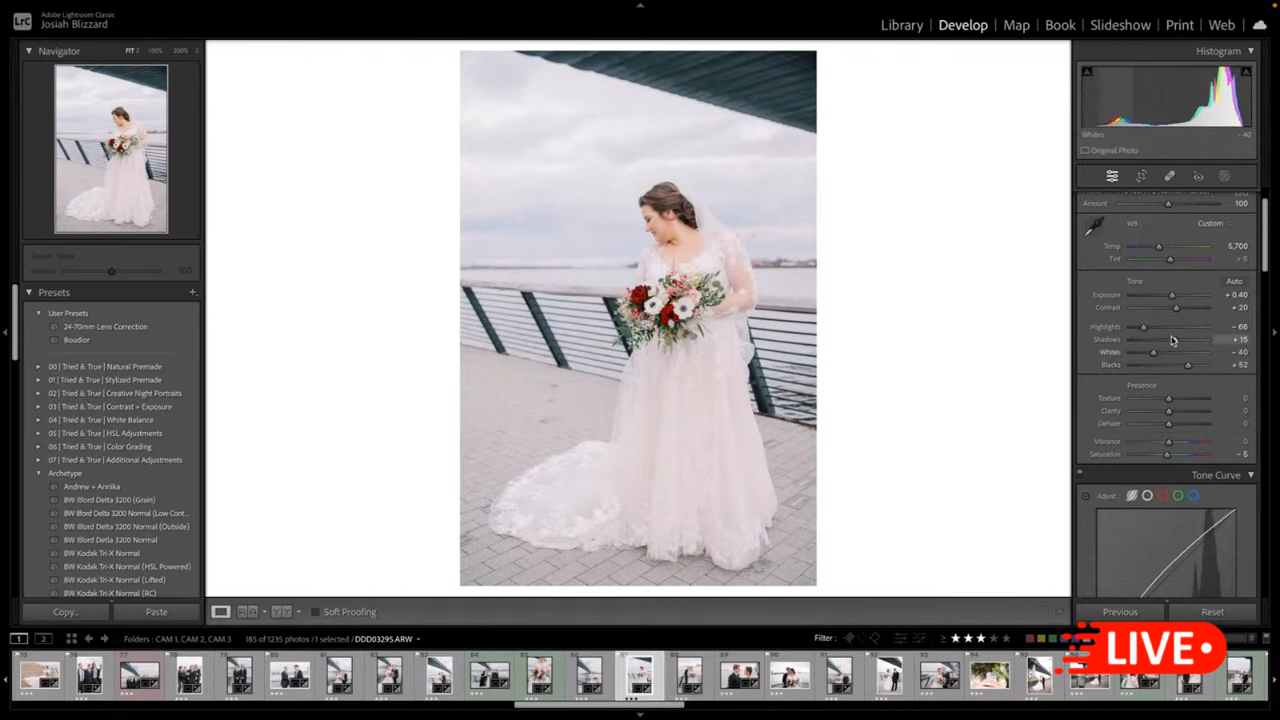 LrC
Adobe Lightroom Classic
Josiah Blizzard
Library | Develop | Map | Book | Slideshow | Print | Web
Navigator FIT 100% 200%
Preset: None
100
Presets
User Presets
24-70mm Lens Correction
Boudior
00 | Tried & True | Natural Premade
01 | Tried & True | Stylized Premade
02 | Tried & True | Creative Night Portraits
03 | Tried & True | Contrast + Exposure
04 | Tried & True | White Balance
05 | Tried & True | HSL Adjustments
06 | Tried & True | Color Grading
07 | Tried & True | Additional Adjustments
Archetype
Andrew + Annika
BW Ilford Delta 3200 (Grain)
BW Ilford Delta 3200 Normal (Low Cont...
BW Ilford Delta 3200 Normal (Outside)
BW Ilford Detla 3200 Normal
BW Kodak Tri-X Normal
BW Kodak Tri-X Normal (HSL Powered)
BW Kodak Tri-X Normal (Lifted)
BW Kodak Tri-X Normal (RC)
Copy... Paste
Soft Proofing
Histogram
Whites - 40
Original Photo
Amount 100
WB: Custom
Temp 5,700
Tint + 6
Tone Auto
Exposure + 0.40
Contrast + 20
Highlights - 66
Shadows + 15
Whites - 40
Blacks + 52
Presence
Texture 0
Clarity 0
Dehaze 0
Vibrance 0
Saturation - 5
Tone Curve
Adjust:
Previous Reset
1 2 Folders : CAM 1, CAM 2, CAM 3 185 of 1235 photos / 1 selected / DDD0329S.ARW Filter :
LIVE